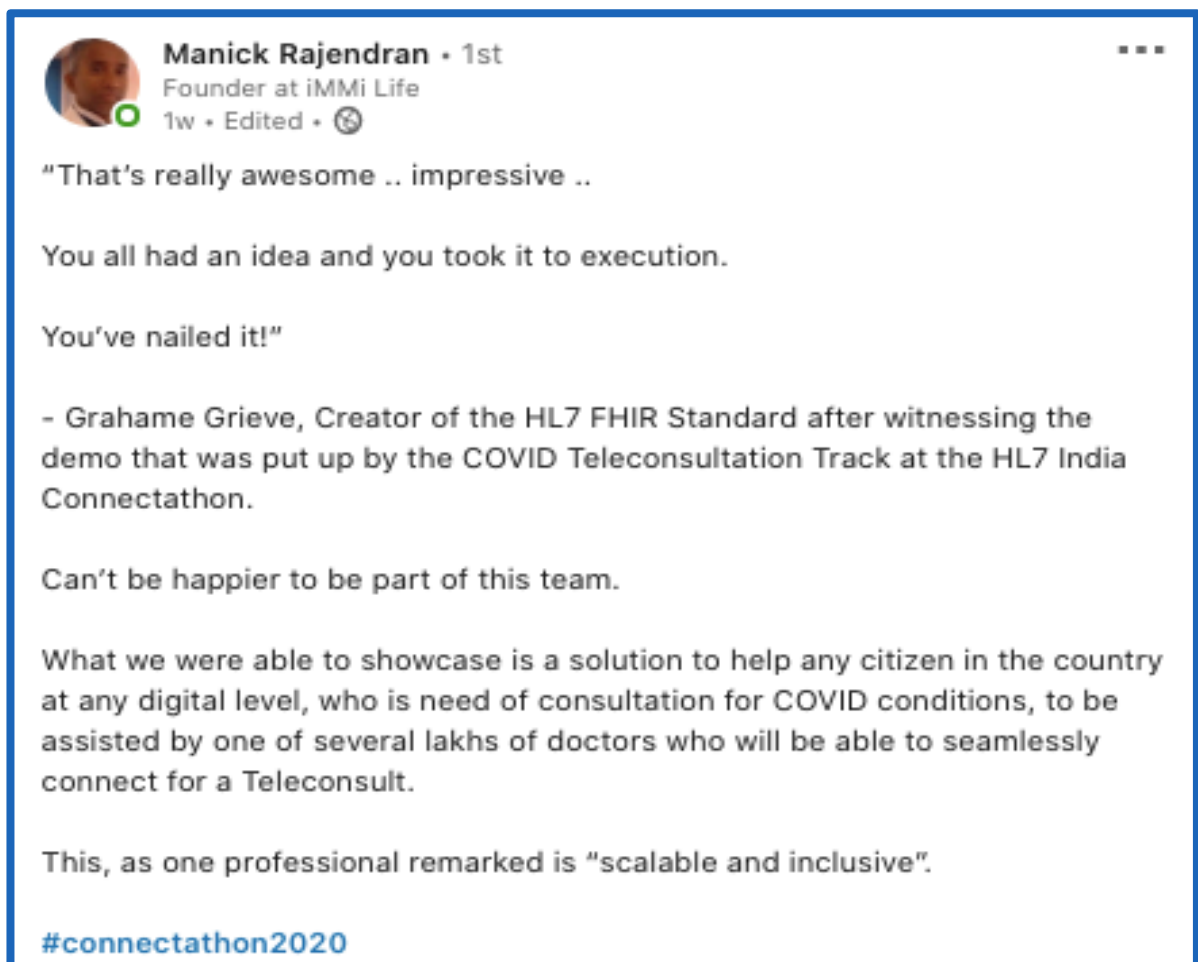 Manick Rajendran • 1st
Founder at iMMi Life
1w • Edited •
“That’s really awesome .. impressive ..
You all had an idea and you took it to execution.
You’ve nailed it!”
- Grahame Grieve, Creator of the HL7 FHIR Standard after witnessing the
demo that was put up by the COVID Teleconsultation Track at the HL7 India
Connectathon.
Can’t be happier to be part of this team.
What we were able to showcase is a solution to help any citizen in the country
at any digital level, who is need of consultation for COVID conditions, to be
assisted by one of several lakhs of doctors who will be able to seamlessly
connect for a Teleconsult.
This, as one professional remarked is “scalable and inclusive”.
#connectathon2020